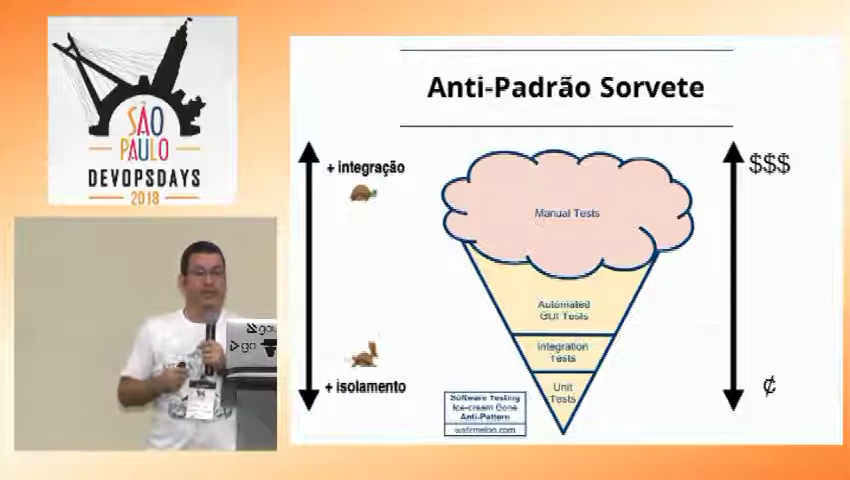 SÃO
PAULO
DEVOPSDAYS
2018
Anti-Padrão Sorvete
+ integração
$$$
Manual Tests
Automated
GUI Tests
Integration
Tests
Unit
Tests
+ isolamento
¢
Software Testing
Ice-cream Cone
Anti-Pattern
watirmelon.com
go